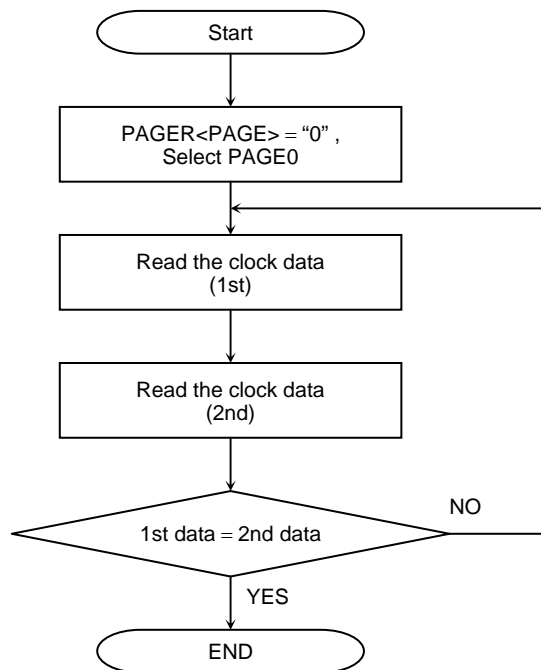 Start
PAGER<PAGE> = “0” ,
Select PAGE0
Read the clock data
(1st)
Read the clock data
(2nd)
1st data = 2nd data
NO
YES
END